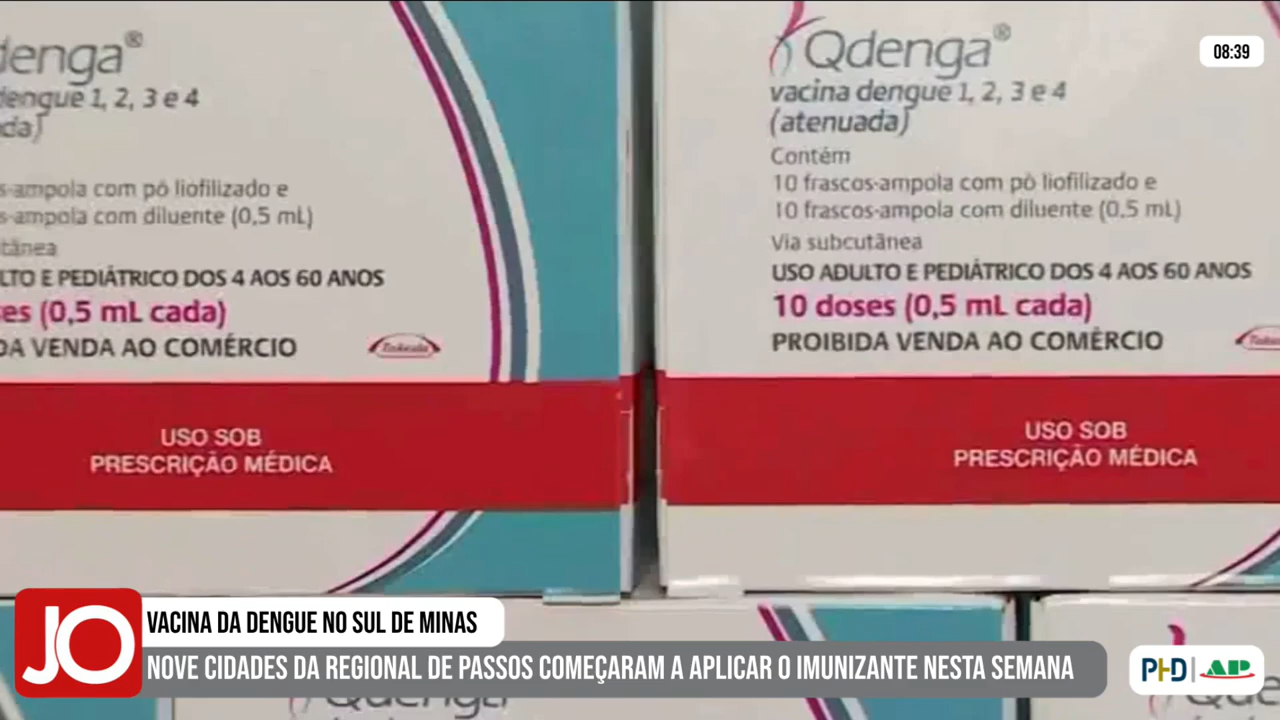 denga®
dengue 1, 2, 3 e 4
da)
s-ampola com pó liofilizado e
s-ampola com diluente (0,5 mL)
tânea
LTO E PEDIÁTRICO DOS 4 AOS 60 ANOS
ses (0,5 mL cada)
DA VENDA AO COMÉRCIO
Takeda
USO SOB
PRESCRIÇÃO MÉDICA
Qdenga®
vacina dengue 1, 2, 3 e 4
(atenuada)
Contém
10 frascos-ampola com pó liofilizado e
10 frascos-ampola com diluente (0,5 mL)
Via subcutânea
USO ADULTO E PEDIÁTRICO DOS 4 AOS 60 ANOS
10 doses (0,5 mL cada)
PROIBIDA VENDA AO COMÉRCIO
USO SOB
PRESCRIÇÃO MÉDICA
08:39
JO
VACINA DA DENGUE NO SUL DE MINAS
NOVE CIDADES DA REGIONAL DE PASSOS COMEÇARAM A APLICAR O IMUNIZANTE NESTA SEMANA
PHD | AP